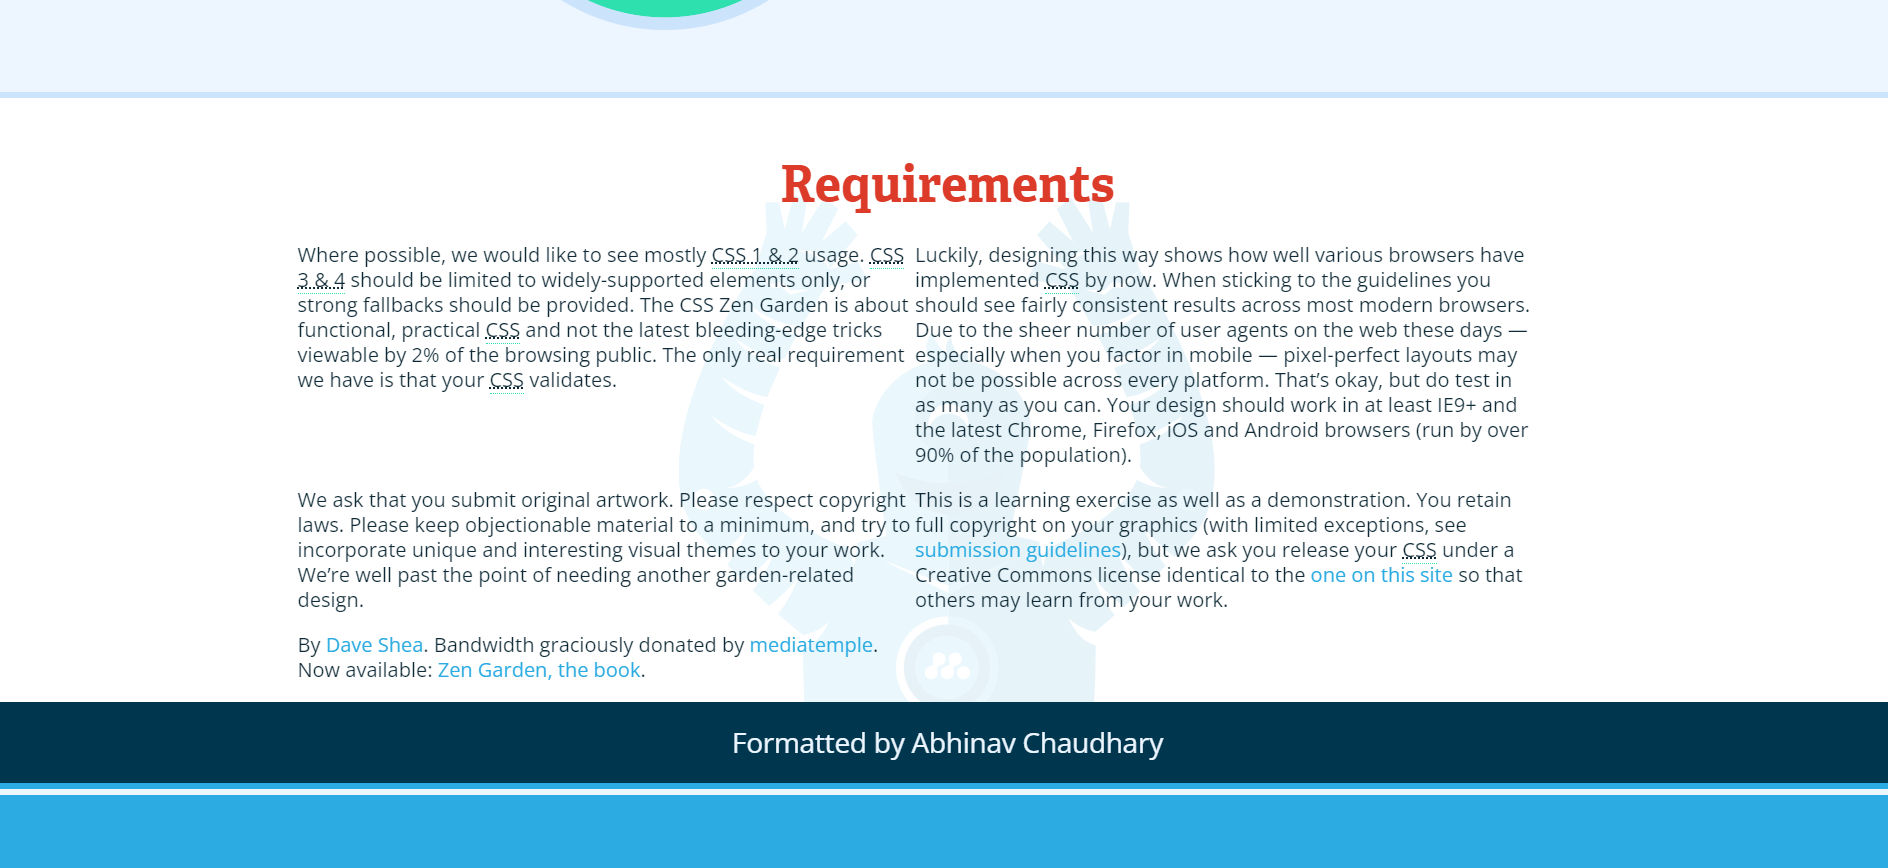 Requirements
Where possible, we would like to see mostly CSS 1 & 2 usage. CSS
3 & 4 should be limited to widely-supported elements only, or
strong fallbacks should be provided. The CSS Zen Garden is about
functional, practical CSS and not the latest bleeding-edge tricks
viewable by 2% of the browsing public. The only real requirement
we have is that your CSS validates.
Luckily, designing this way shows how well various browsers have
implemented CSS by now. When sticking to the guidelines you
should see fairly consistent results across most modern browsers.
Due to the sheer number of user agents on the web these days —
especially when you factor in mobile — pixel-perfect layouts may
not be possible across every platform. That’s okay, but do test in
as many as you can. Your design should work in at least IE9+ and
the latest Chrome, Firefox, iOS and Android browsers (run by over
90% of the population).
We ask that you submit original artwork. Please respect copyright
laws. Please keep objectionable material to a minimum, and try to
incorporate unique and interesting visual themes to your work.
We’re well past the point of needing another garden-related
design.
This is a learning exercise as well as a demonstration. You retain
full copyright on your graphics (with limited exceptions, see
submission guidelines), but we ask you release your CSS under a
Creative Commons license identical to the one on this site so that
others may learn from your work.
By Dave Shea. Bandwidth graciously donated by mediatemple.
Now available: Zen Garden, the book.
Formatted by Abhinav Chaudhary